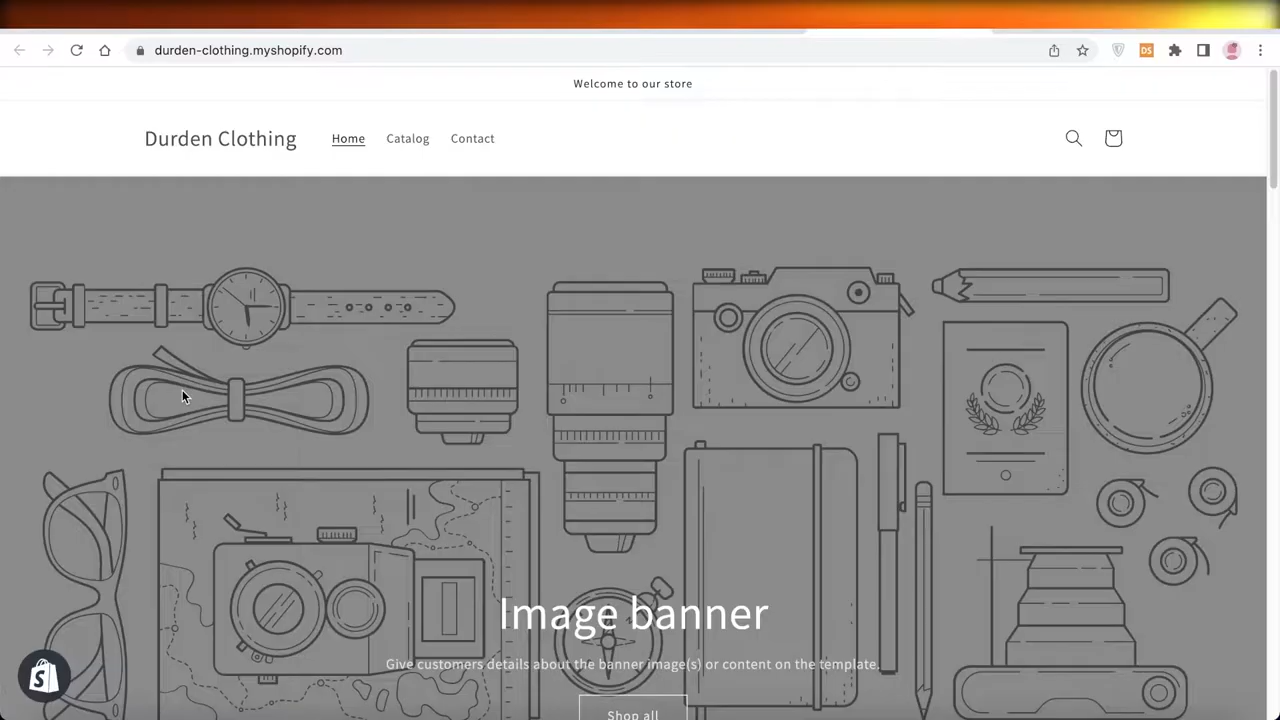 durden-clothing.myshopify.com
DS
Welcome to our store
Durden Clothing
Home
Catalog
Contact
Image banner
Give customers details about the banner image(s) or content on the template.
Shop all